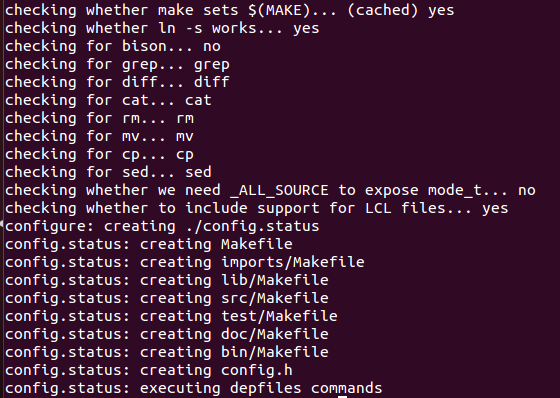 checking whether make sets $(MAKE)... (cached) yes
checking whether ln -s works... yes
checking for bison... no
checking for grep... grep
checking for diff... diff
checking for cat... cat
checking for rm... rm
checking for mv... mv
checking for cp... cp
checking for sed... sed
checking whether we need _ALL_SOURCE to expose mode_t... no
checking whether to include support for LCL files... yes
configure: creating ./config.status
config.status: creating Makefile
config.status: creating imports/Makefile
config.status: creating lib/Makefile
config.status: creating src/Makefile
config.status: creating test/Makefile
config.status: creating doc/Makefile
config.status: creating bin/Makefile
config.status: creating config.h
config.status: executing depfiles commands